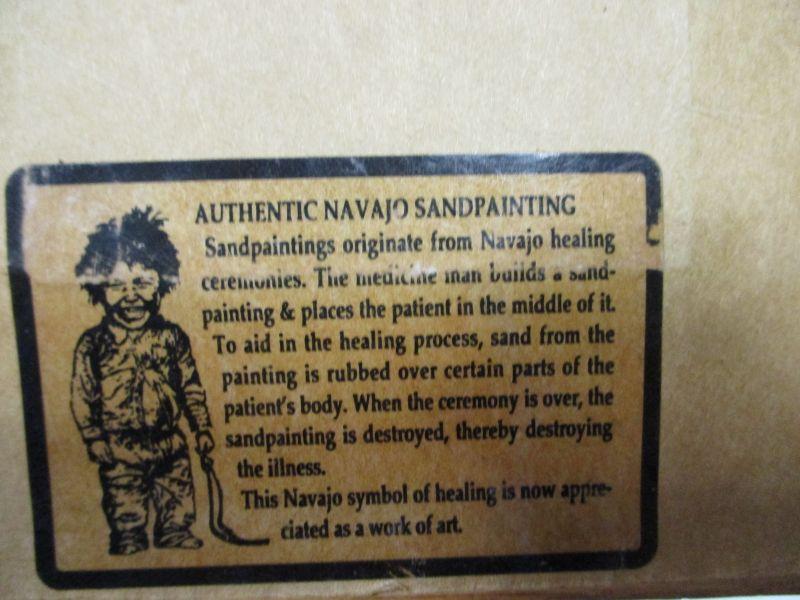 AUTHENTIC NAVAJO SANDPAINTING
Sandpaintings originate from Navajo healing
ceremonies. The medicine man builds a sand-
painting & places the patient in the middle of it.
To aid in the healing process, sand from the
painting is rubbed over certain parts of the
patient's body. When the ceremony is over, the
sandpainting is destroyed, thereby destroying
the illness.
This Navajo symbol of healing is now appre-
ciated as a work of art.